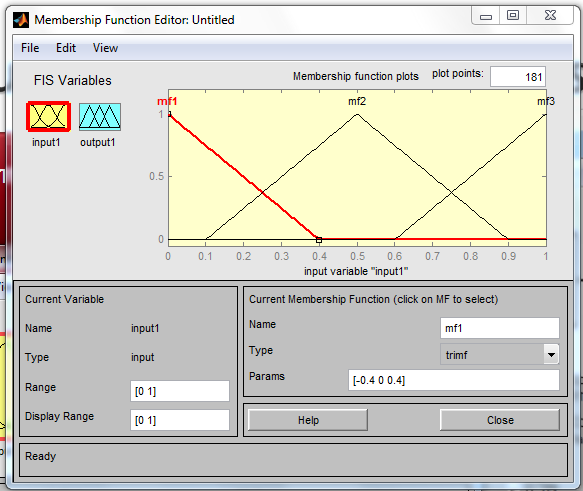 Membership Function Editor: Untitled
File Edit View
FIS Variables
input1 output1
Membership function plots plot points: 181
mf1 mf2 mf3
1
0.5
0
0 0.1 0.2 0.3 0.4 0.5 0.6 0.7 0.8 0.9 1
input variable "input1"
Current Variable
Name input1
Type input
Range [0 1]
Display Range [0 1]
Current Membership Function (click on MF to select)
Name mf1
Type trimf
Params [-0.4 0 0.4]
Help Close
Ready